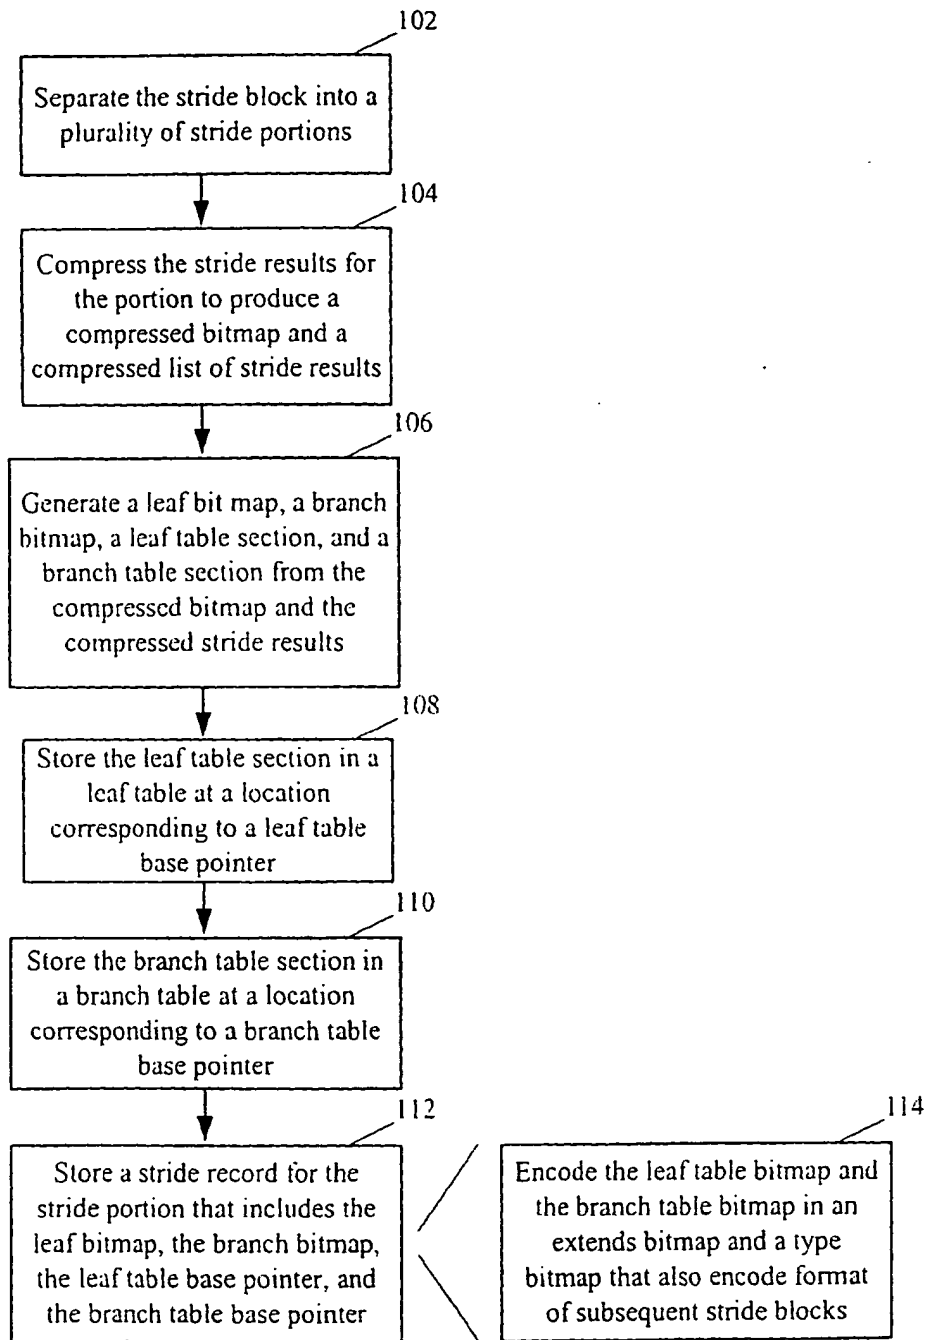 102
Separate the stride block into a
plurality of stride portions
104
Compress the stride results for
the portion to produce a
compressed bitmap and a
compressed list of stride results
106
Generate a leaf bit map, a branch
bitmap, a leaf table section, and a
branch table section from the
compressed bitmap and the
compressed stride results
108
Store the leaf table section in a
leaf table at a location
corresponding to a leaf table
base pointer
110
Store the branch table section in
a branch table at a location
corresponding to a branch table
base pointer
112
Store a stride record for the
stride portion that includes the
leaf bitmap, the branch bitmap,
the leaf table base pointer, and
the branch table base pointer
114
Encode the leaf table bitmap and
the branch table bitmap in an
extends bitmap and a type
bitmap that also encode format
of subsequent stride blocks